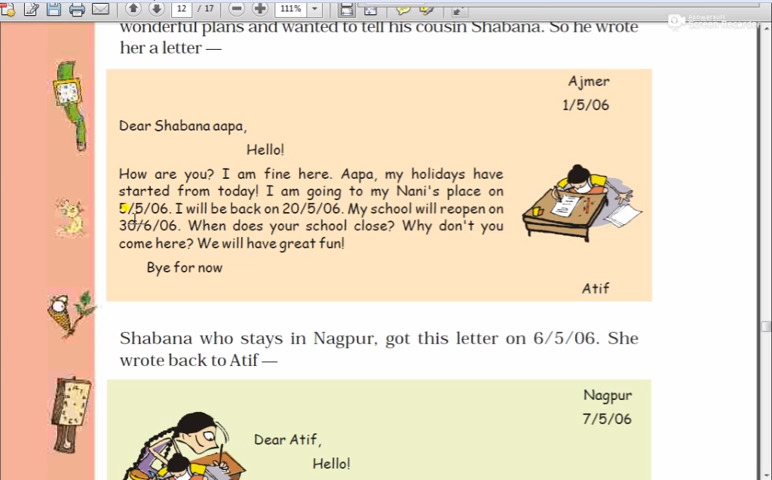 12 / 17
111%
wonderful plans and wanted to tell his cousin Shabana. So he wrote
her a letter —
Ajmer
1/5/06
Dear Shabana aapa,
Hello!
How are you? I am fine here. Aapa, my holidays have
started from today! I am going to my Nani's place on
5/5/06. I will be back on 20/5/06. My school will reopen on
30/6/06. When does your school close? Why don't you
come here? We will have great fun!
Bye for now
Atif
Shabana who stays in Nagpur, got this letter on 6/5/06. She
wrote back to Atif —
Nagpur
7/5/06
Dear Atif,
Hello!